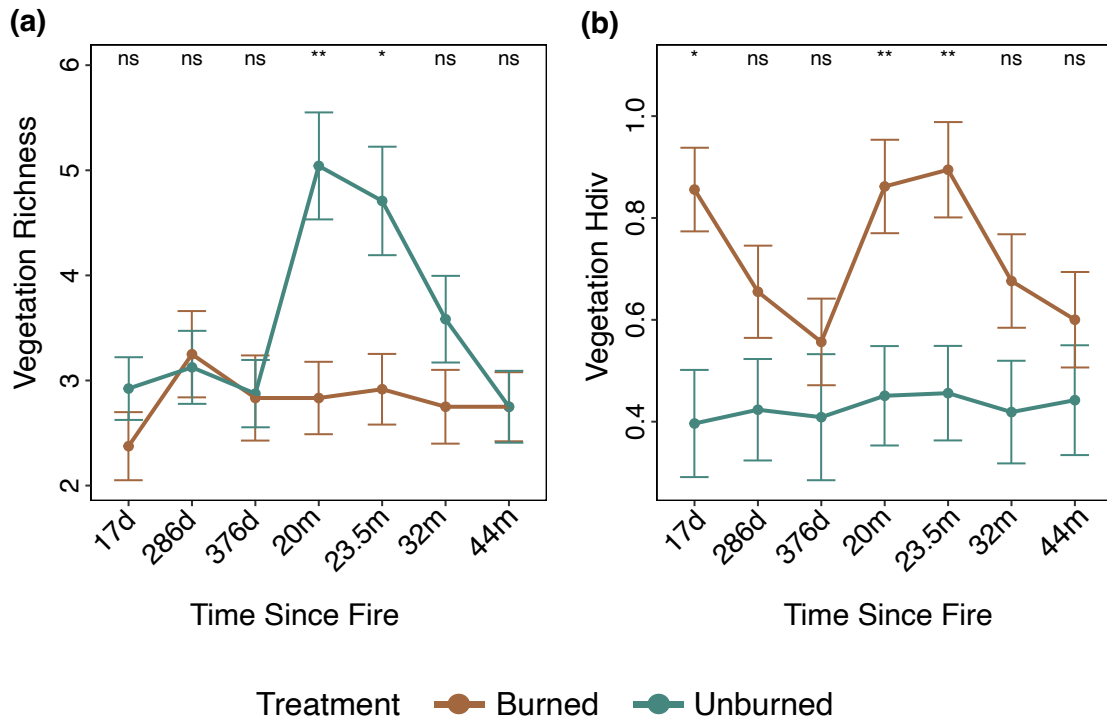 (a)
ns ns ns ** * ns ns
Vegetation Richness
6
5
4
3
2
17d 286d 376d 20m 23.5m 32m 44m
Time Since Fire
(b)
* ns ns ** ** ns ns
Vegetation Hdiv
1.0
0.8
0.6
0.4
17d 286d 376d 20m 23.5m 32m 44m
Time Since Fire
Treatment Burned Unburned